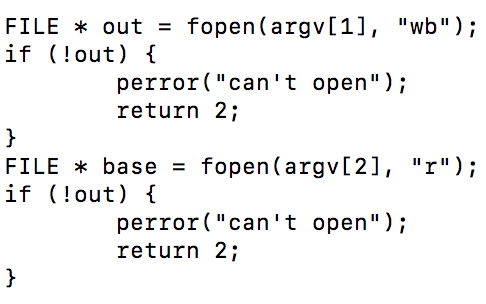 FILE * out = fopen(argv[1], "wb");
if (!out) {
        perror("can't open");
        return 2;
}
FILE * base = fopen(argv[2], "r");
if (!out) {
        perror("can't open");
        return 2;
}